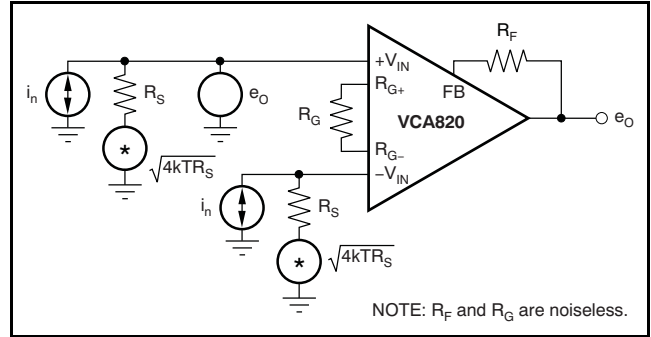 R_F
+V_IN
i_n
R_S
e_O
R_G+
FB
R_G
VCA820
e_O
R_G−
* √4kTR_S
−V_IN
i_n
R_S
* √4kTR_S
NOTE: R_F and R_G are noiseless.